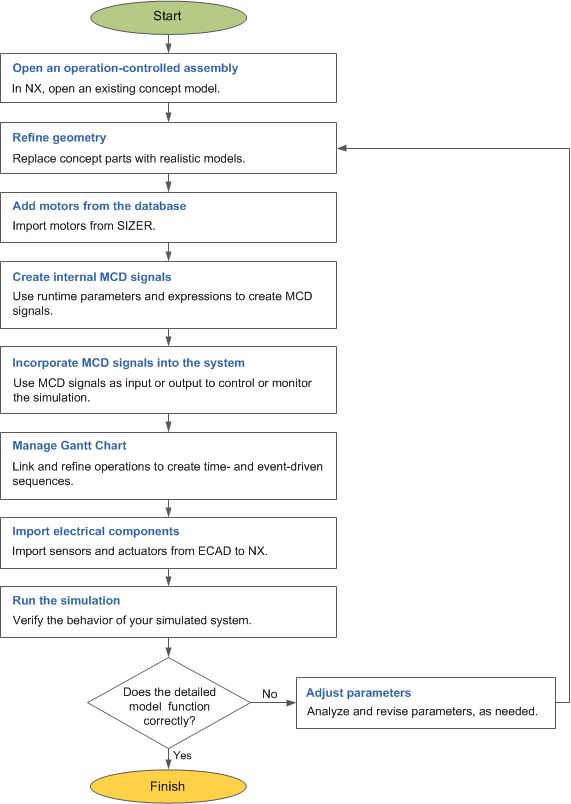 Start
Open an operation-controlled assembly
In NX, open an existing concept model.
Refine geometry
Replace concept parts with realistic models.
Add motors from the database
Import motors from SIZER.
Create internal MCD signals
Use runtime parameters and expressions to create MCD
signals.
Incorporate MCD signals into the system
Use MCD signals as input or output to control or monitor
the simulation.
Manage Gantt Chart
Link and refine operations to create time- and event-driven
sequences.
Import electrical components
Import sensors and actuators from ECAD to NX.
Run the simulation
Verify the behavior of your simulated system.
Does the detailed
model function
correctly?
No
Adjust parameters
Analyze and revise parameters, as needed.
Yes
Finish